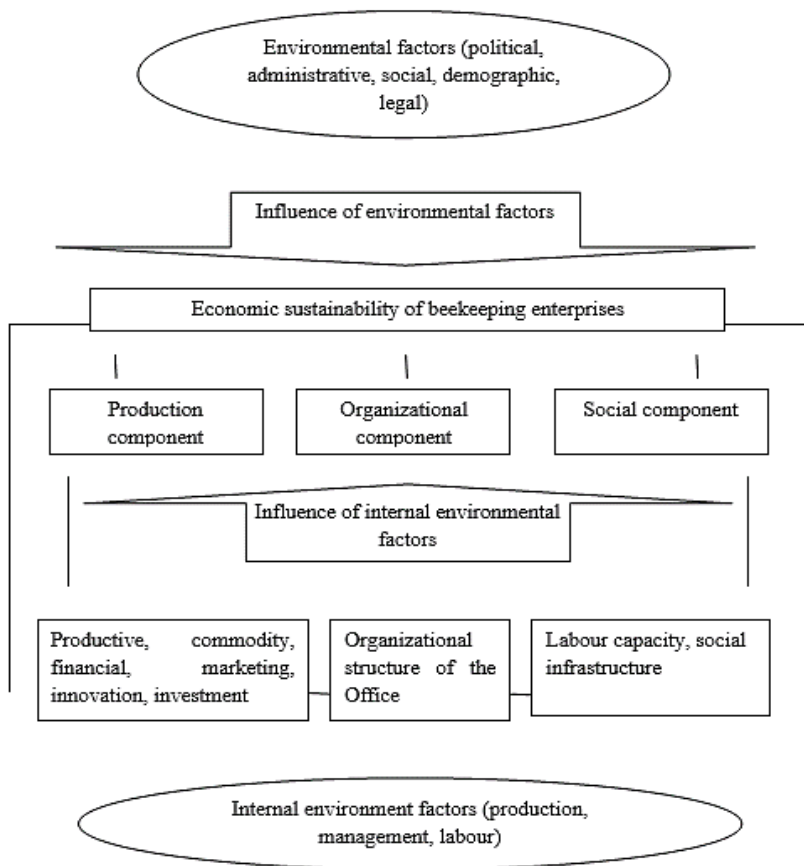 Environmental factors (political,
administrative, social, demographic,
legal)
Influence of environmental factors
Economic sustainability of beekeeping enterprises
Production
component
Organizational
component
Social component
Influence of internal environmental
factors
Productive, commodity,
financial, marketing,
innovation, investment
Organizational
structure of the
Office
Labour capacity, social
infrastructure
Internal environment factors (production,
management, labour)